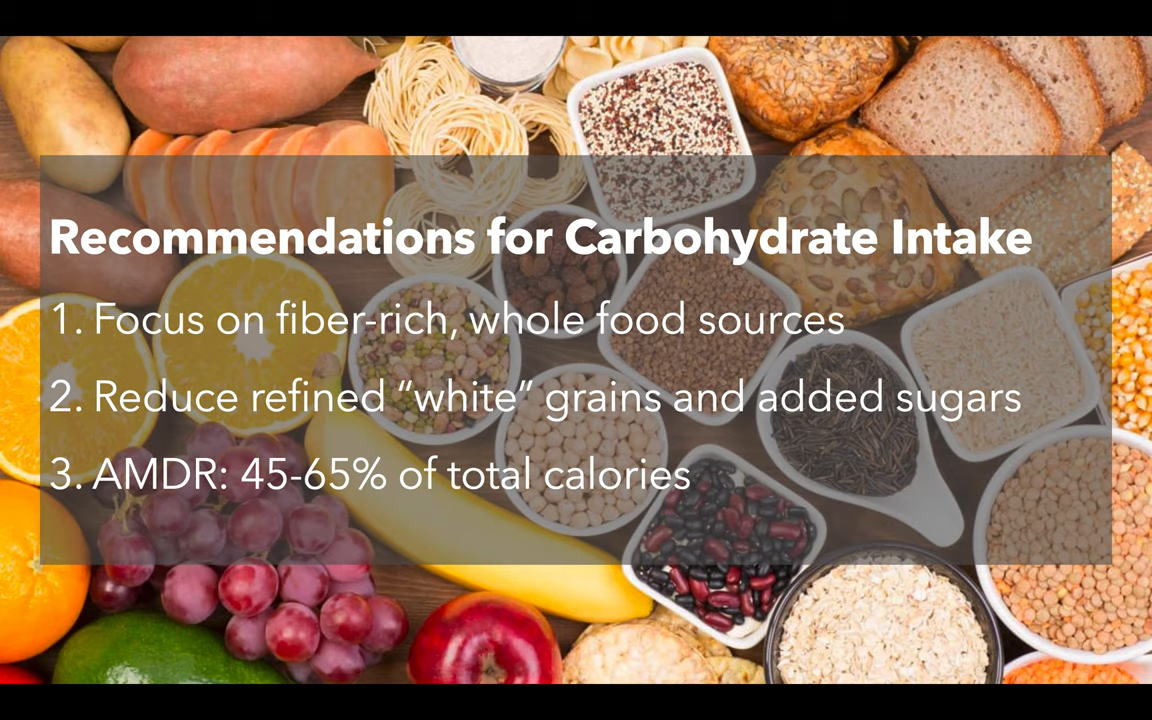 Recommendations for Carbohydrate Intake
1. Focus on fiber-rich, whole food sources
2. Reduce refined “white” grains and added sugars
3. AMDR: 45-65% of total calories